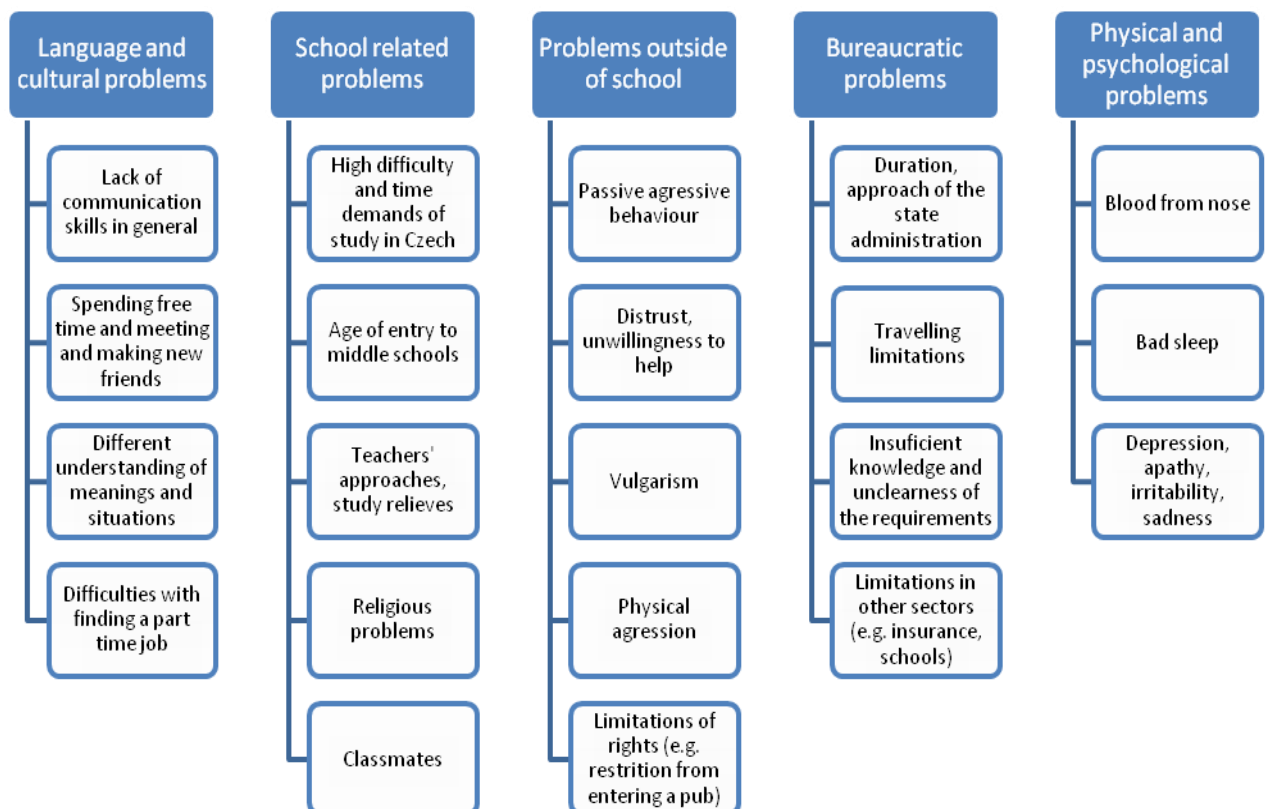 Language and
cultural problems
Lack of
communication
skills in general
Spending free
time and meeting
and making new
friends
Different
understanding of
meanings and
situations
Difficulties with
finding a part
time job
School related
problems
High difficulty
and time
demands of
study in Czech
Age of entry to
middle schools
Teachers'
approaches,
study relieves
Religious
problems
Classmates
Problems outside
of school
Passive agressive
behaviour
Distrust,
unwillingness to
help
Vulgarism
Physical
agression
Limitations of
rights (e.g.
restrition from
entering a pub)
Bureaucratic
problems
Duration,
approach of the
state
administration
Travelling
limitations
Insuficient
knowledge and
unclearness of
the requirements
Limitations in
other sectors
(e.g. insurance,
schools)
Physical and
psychological
problems
Blood from nose
Bad sleep
Depression,
apathy,
irritability,
sadness